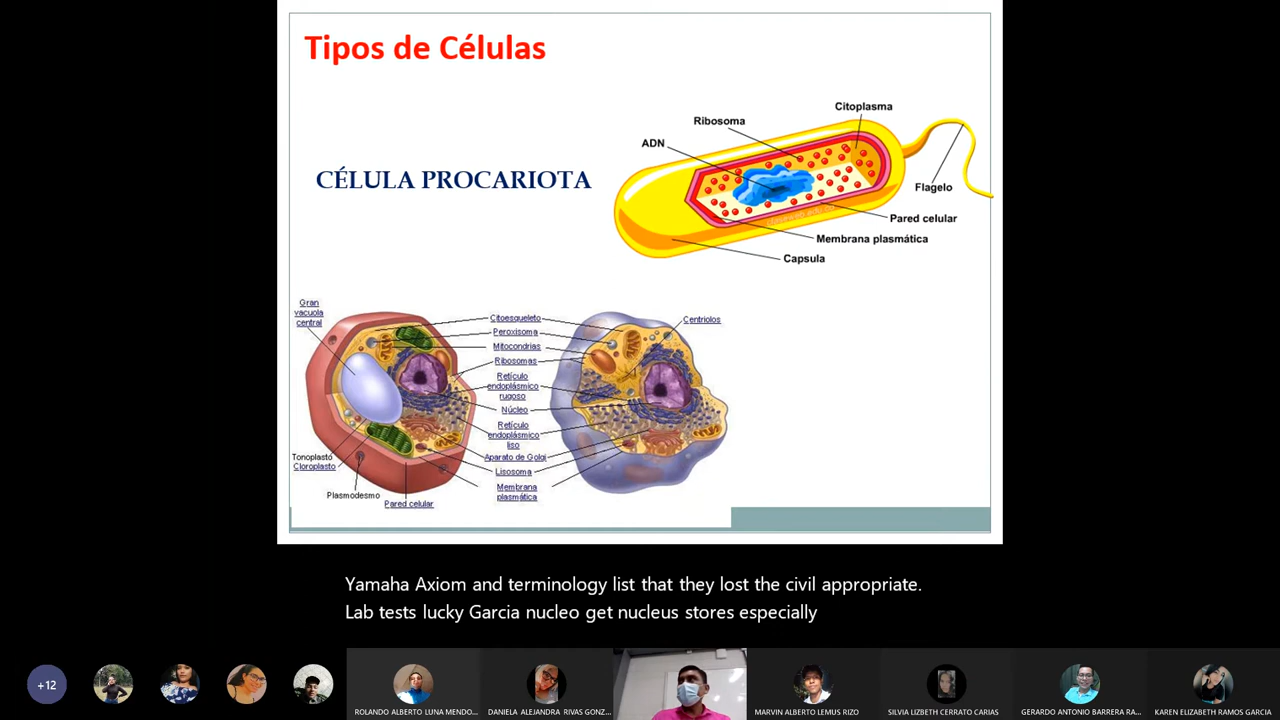 Tipos de Células
CÉLULA PROCARIOTA
Citoplasma
Ribosoma
ADN
Flagelo
Pared celular
Membrana plasmática
Capsula
Gran
vacuola
central
Citoesqueleto
Peroxisoma
Mitocondrias
Ribosomas
Retículo
endoplásmico
rugoso
Núcleo
Retículo
endoplásmico
liso
Aparato de Golgi
Lisosoma
Membrana
plasmática
Centriolos
Tonoplasto
Cloroplasto
Plasmodesmo
Pared celular
Yamaha Axiom and terminology list that they lost the civil appropriate.
Lab tests lucky Garcia nucleo get nucleus stores especially
+12
ROLANDO ALBERTO LUNA MENDO...
DANIELA ALEJANDRA RIVAS GONZ...
MARVIN ALBERTO LEMUS RIZO
SILVIA LIZBETH CERRATO CARIAS
GERARDO ANTONIO BARRERA RA...
KAREN ELIZABETH RAMOS GARCIA